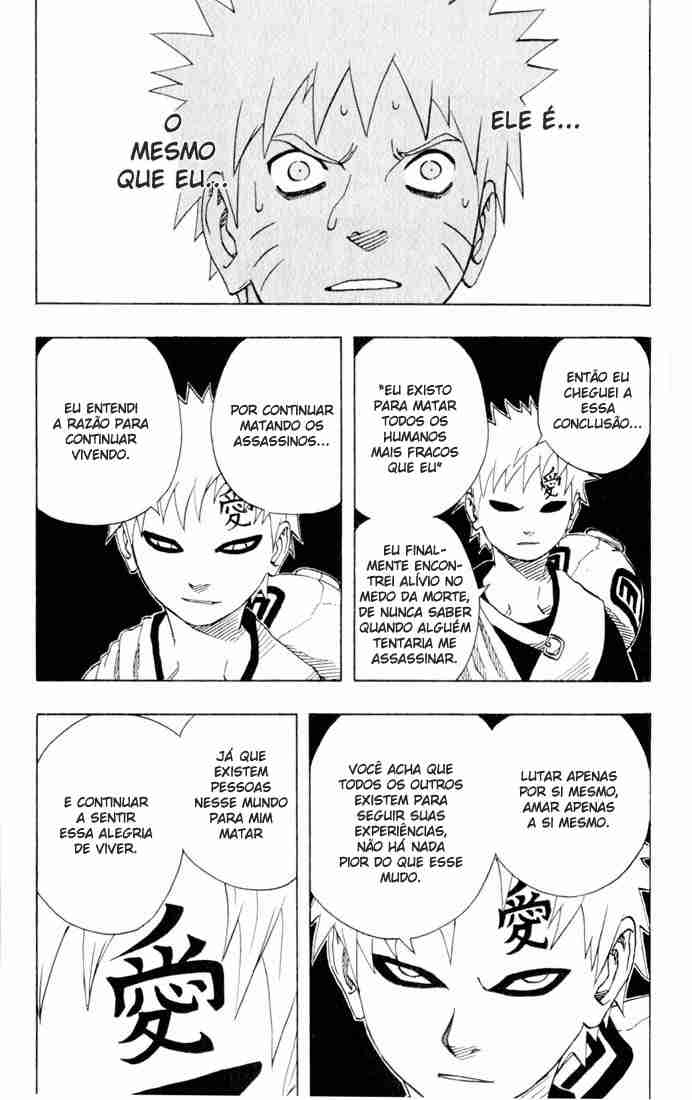 ELE É...
O
MESMO
QUE EU...
ENTÃO EU
CHEGUEI A
ESSA
CONCLUSÃO...
"EU EXISTO
PARA MATAR
TODOS OS
HUMANOS
MAIS FRACOS
QUE EU"
愛
EU FINAL-
MENTE ENCON-
TREI ALÍVIO NO
MEDO DA MORTE,
DE NUNCA SABER
QUANDO ALGUÉM
TENTARIA ME
ASSASSINAR.
POR CONTINUAR
MATANDO OS
ASSASSINOS...
EU ENTENDI
A RAZÃO PARA
CONTINUAR
VIVENDO.
愛
LUTAR APENAS
POR SI MESMO,
AMAR APENAS
A SI MESMO.
VOCÊ ACHA QUE
TODOS OS OUTROS
EXISTEM PARA
SEGUIR SUAS
EXPERIÊNCIAS,
NÃO HÁ NADA
PIOR DO QUE ESSE
MUDO.
愛
JÁ QUE
EXISTEM
PESSOAS
NESSE MUNDO
PARA MIM
MATAR
E CONTINUAR
A SENTIR
ESSA ALEGRIA
DE VIVER.
愛